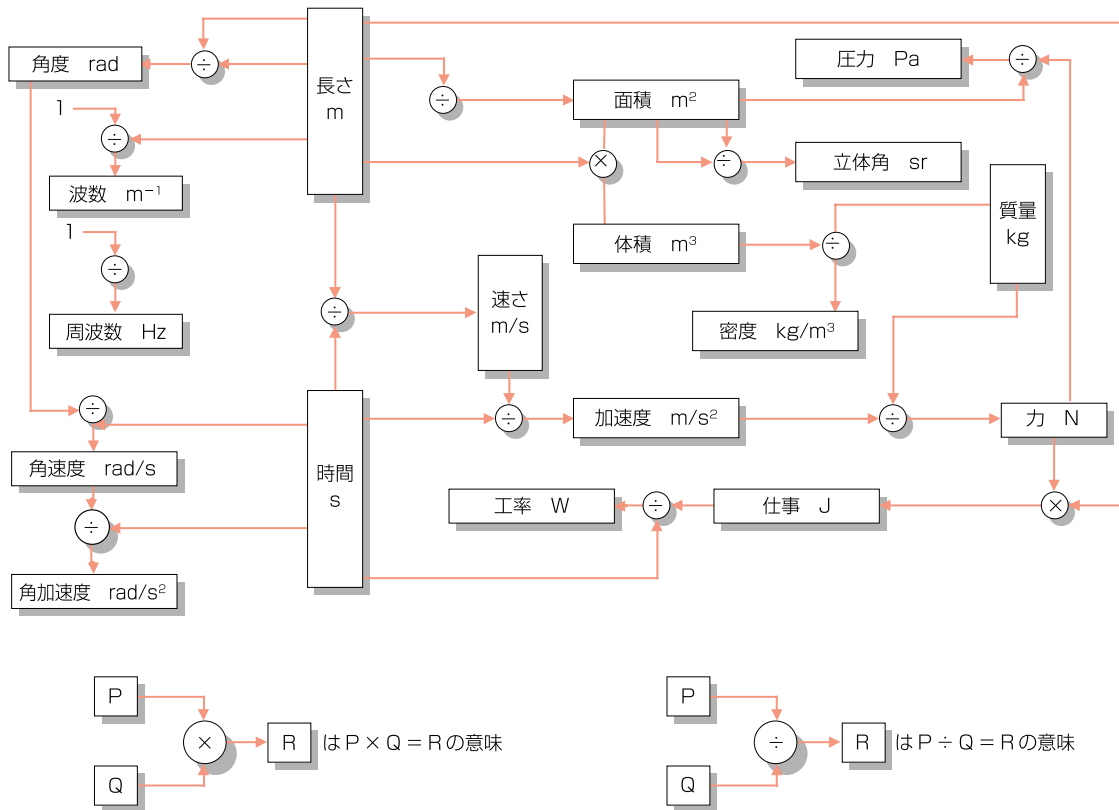 角度 rad
÷
長さ
m
÷
面積 m²
圧力 Pa
÷
1
÷
波数 m⁻¹
×
÷
立体角 sr
質量
kg
1
÷
周波数 Hz
体積 m³
÷
÷
速さ
m/s
密度 kg/m³
÷
角速度 rad/s
÷
角加速度 rad/s²
時間
s
÷
加速度 m/s²
÷
力 N
工率 W
÷
仕事 J
×
P
×
Q
R
はP×Q=Rの意味
P
÷
Q
R
はP÷Q=Rの意味